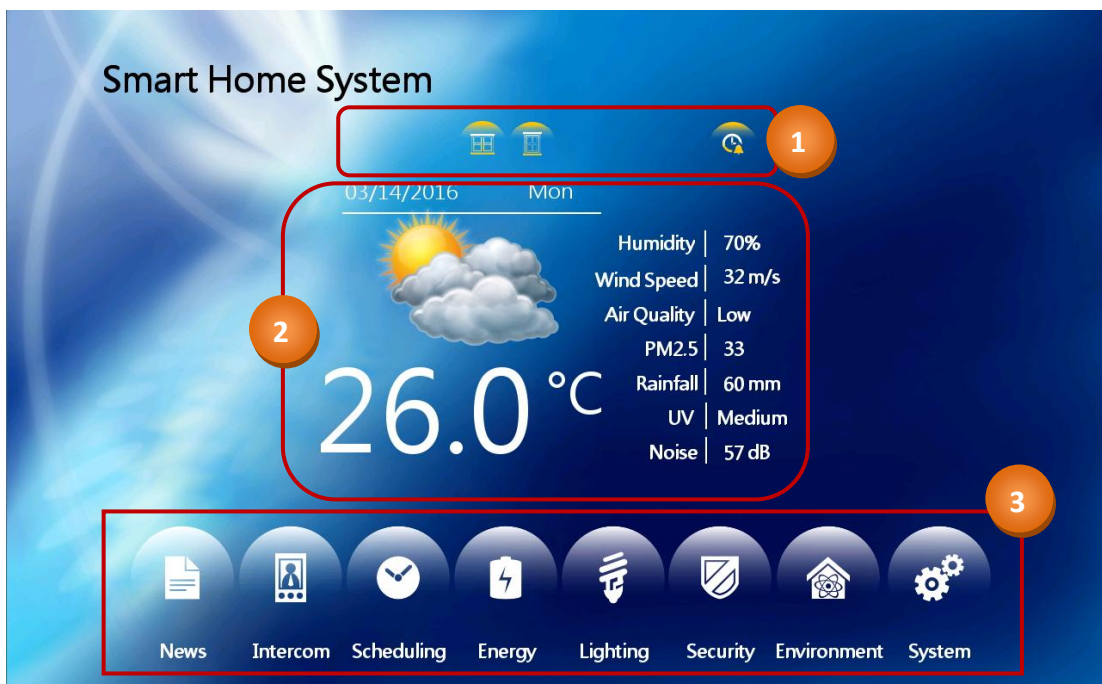 Smart Home System
1
03/14/2016 Mon
2
Humidity 70%
Wind Speed 32 m/s
Air Quality Low
PM2.5 33
Rainfall 60 mm
UV Medium
Noise 57 dB
26.0 °C
3
News Intercom Scheduling Energy Lighting Security Environment System